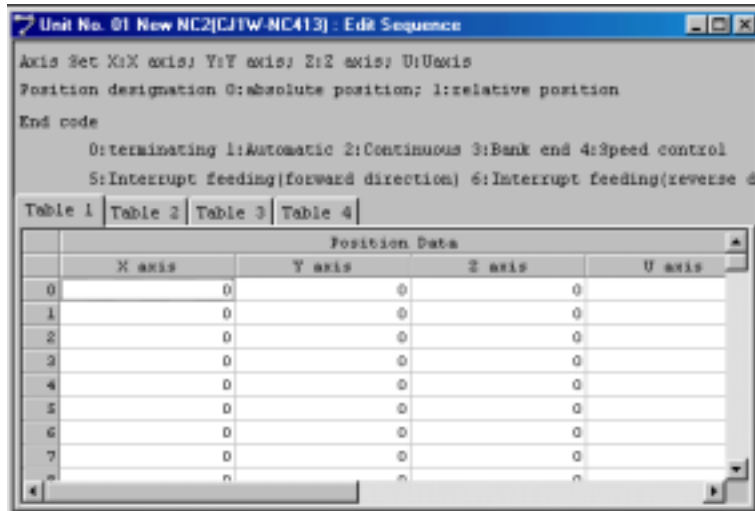 Unit No. 01 New NC2[CJ1W-NC413] : Edit Sequence
Axis Set X:X axis; Y:Y axis; Z:Z axis; U:Uaxis
Position designation 0:absolute position; 1:relative position
End code
0:terminating 1:Automatic 2:Continuous 3:Bank end 4:Speed control
5:Interrupt feeding(forward direction) 6:Interrupt feeding(reverse d
Table 1 Table 2 Table 3 Table 4
Position Data
X axis Y axis Z axis U axis
0 0 0 0
1 0 0 0
2 0 0 0
3 0 0 0
4 0 0 0
5 0 0 0
6 0 0 0
7 0 0 0